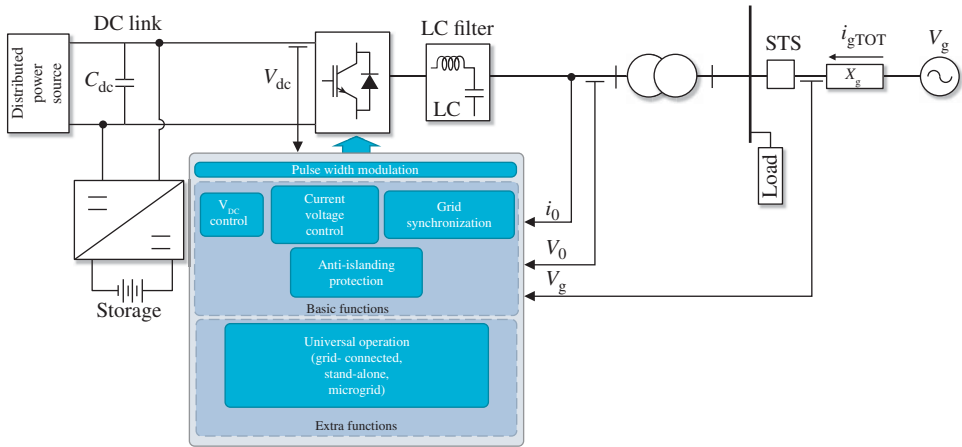 DC link
LC filter
STS
i_gTOT
V_g
Distributed
power
source
C_dc
V_dc
LC
X_g
Load
Pulse width modulation
V_DC
control
Current
voltage
control
Grid
synchronization
i_0
V_0
V_g
Anti-islanding
protection
Basic functions
Storage
Universal operation
(grid- connected,
stand-alone,
microgrid)
Extra functions